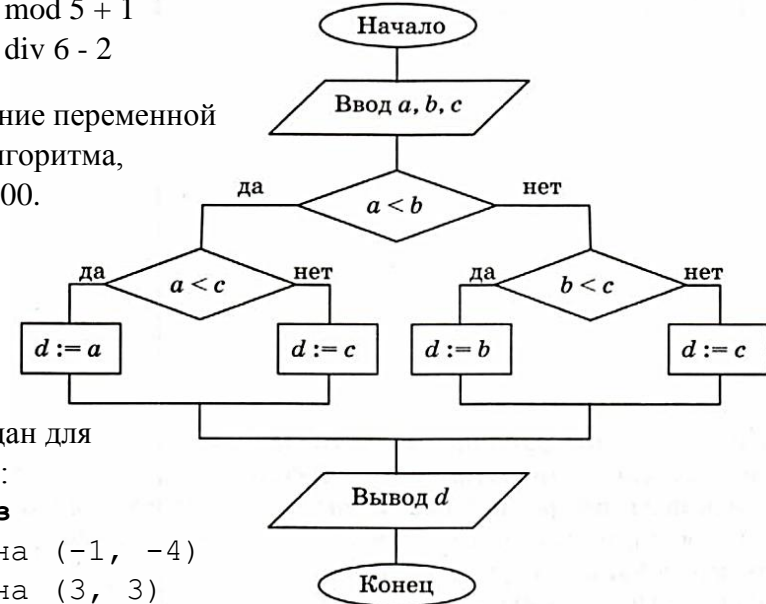 mod 5 + 1
div 6 - 2
ние переменной
горитма,
00.
Начало
Ввод a, b, c
a < b
да
нет
a < c
да
нет
b < c
да
нет
d := a
d := c
d := b
d := c
дан для
:
в
на (-1, -4)
на (3, 3)
Вывод d
Конец